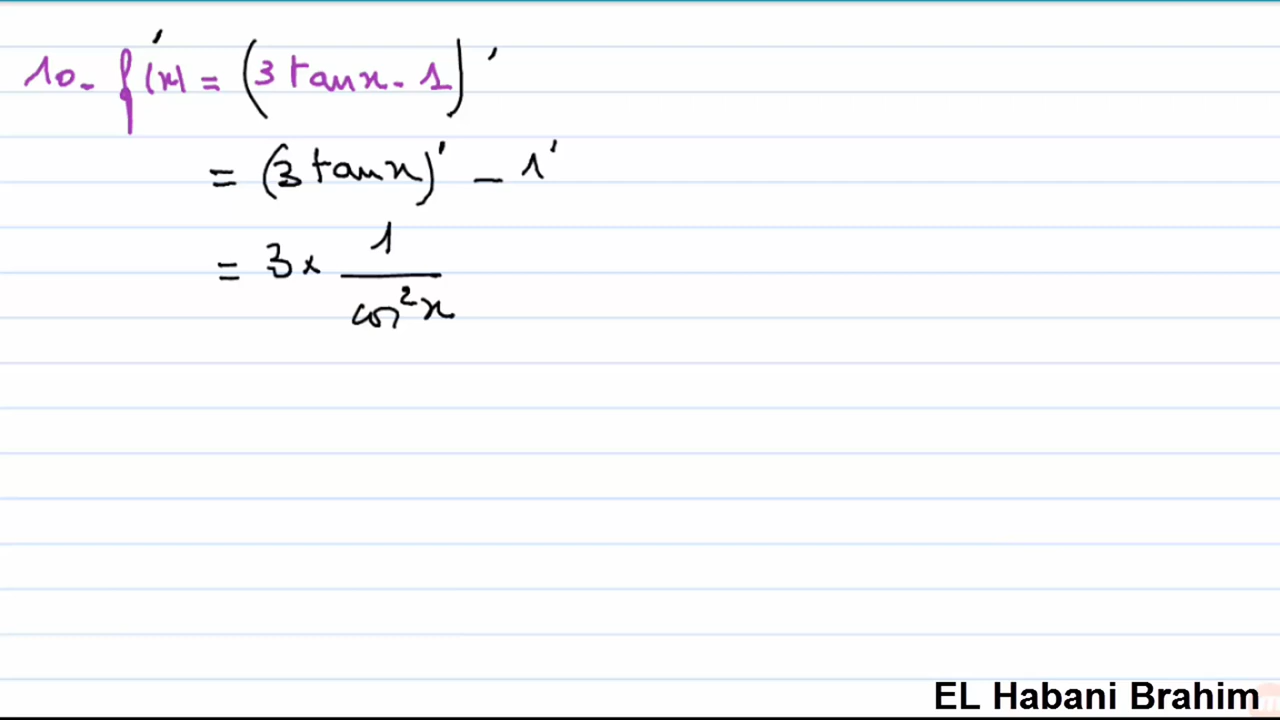 10- f'(x) = (3 tan x - 1)'
= (3 tan x)' - 1'
= 3 × 1/cos²x
EL Habani Brahim